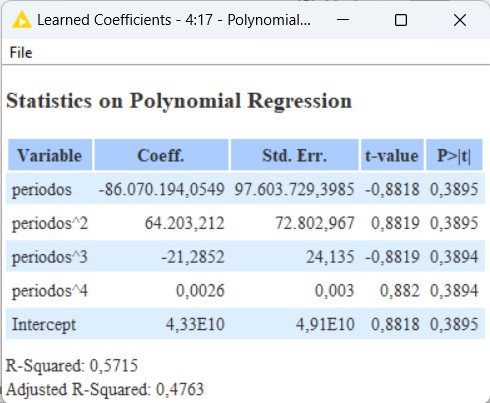 Learned Coefficients - 4:17 - Polynomial...
File
Statistics on Polynomial Regression
Variable Coeff. Std. Err. t-value P>|t|
periodos -86.070.194,0549 97.603.729,3985 -0,8818 0,3895
periodos^2 64.203,212 72.802,967 0,8819 0,3895
periodos^3 -21,2852 24,135 -0,8819 0,3894
periodos^4 0,0026 0,003 0,882 0,3894
Intercept 4,33E10 4,91E10 0,8818 0,3895
R-Squared: 0,5715
Adjusted R-Squared: 0,4763